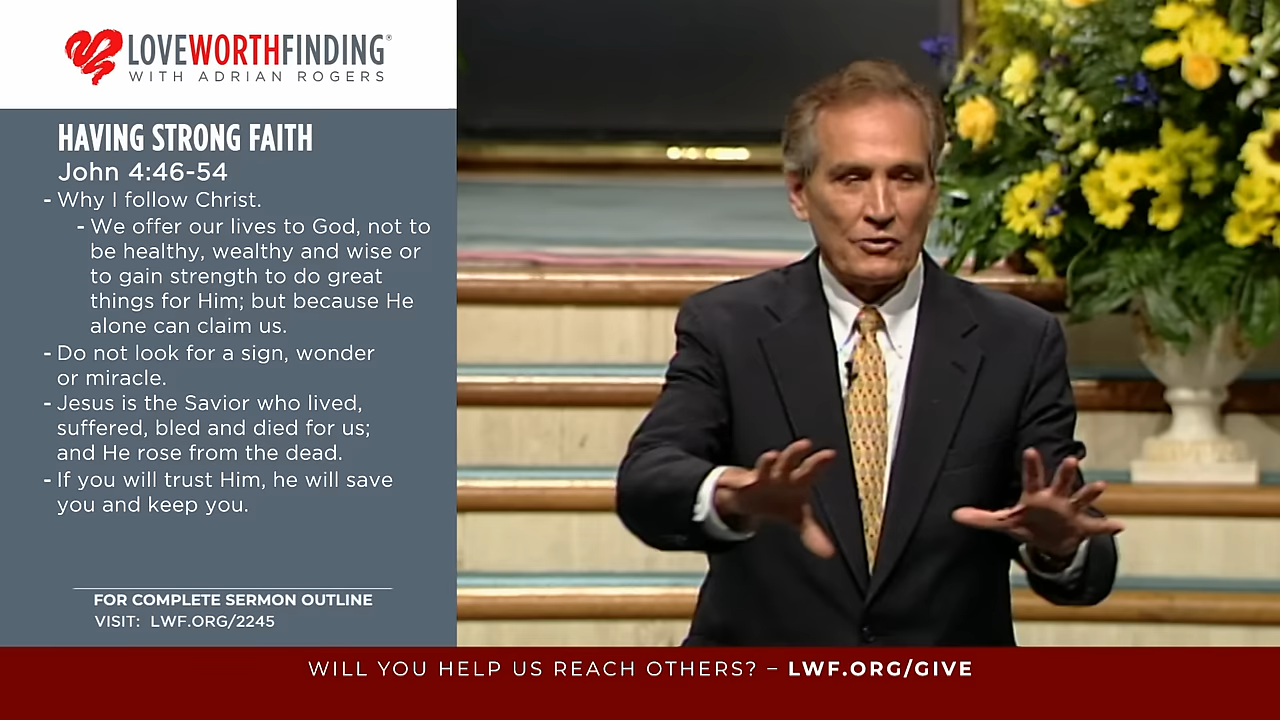 LOVEWORTHFINDING®
WITH ADRIAN ROGERS
HAVING STRONG FAITH
John 4:46-54
- Why I follow Christ.
- We offer our lives to God, not to
be healthy, wealthy and wise or
to gain strength to do great
things for Him; but because He
alone can claim us.
- Do not look for a sign, wonder
or miracle.
- Jesus is the Savior who lived,
suffered, bled and died for us;
and He rose from the dead.
- If you will trust Him, he will save
you and keep you.
FOR COMPLETE SERMON OUTLINE
VISIT: LWF.ORG/2245
WILL YOU HELP US REACH OTHERS? – LWF.ORG/GIVE